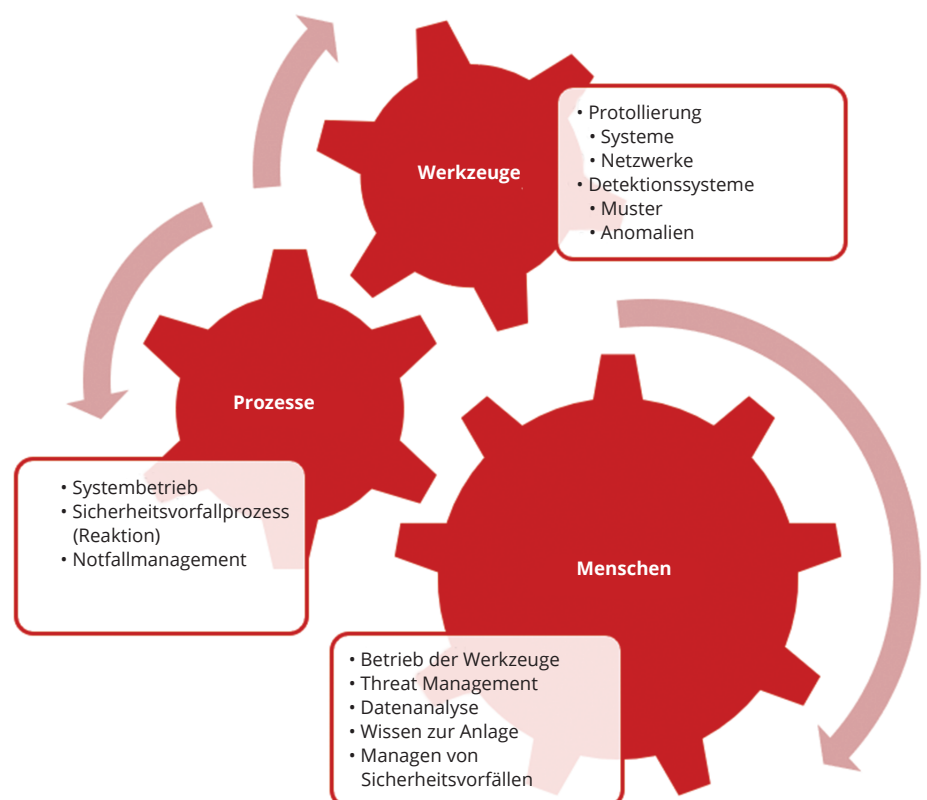 Werkzeuge
• Protollierung
• Systeme
• Netzwerke
• Detektionssysteme
• Muster
• Anomalien
Prozesse
• Systembetrieb
• Sicherheitsvorfallprozess
(Reaktion)
• Notfallmanagement
Menschen
• Betrieb der Werkzeuge
• Threat Management
• Datenanalyse
• Wissen zur Anlage
• Managen von
Sicherheitsvorfällen